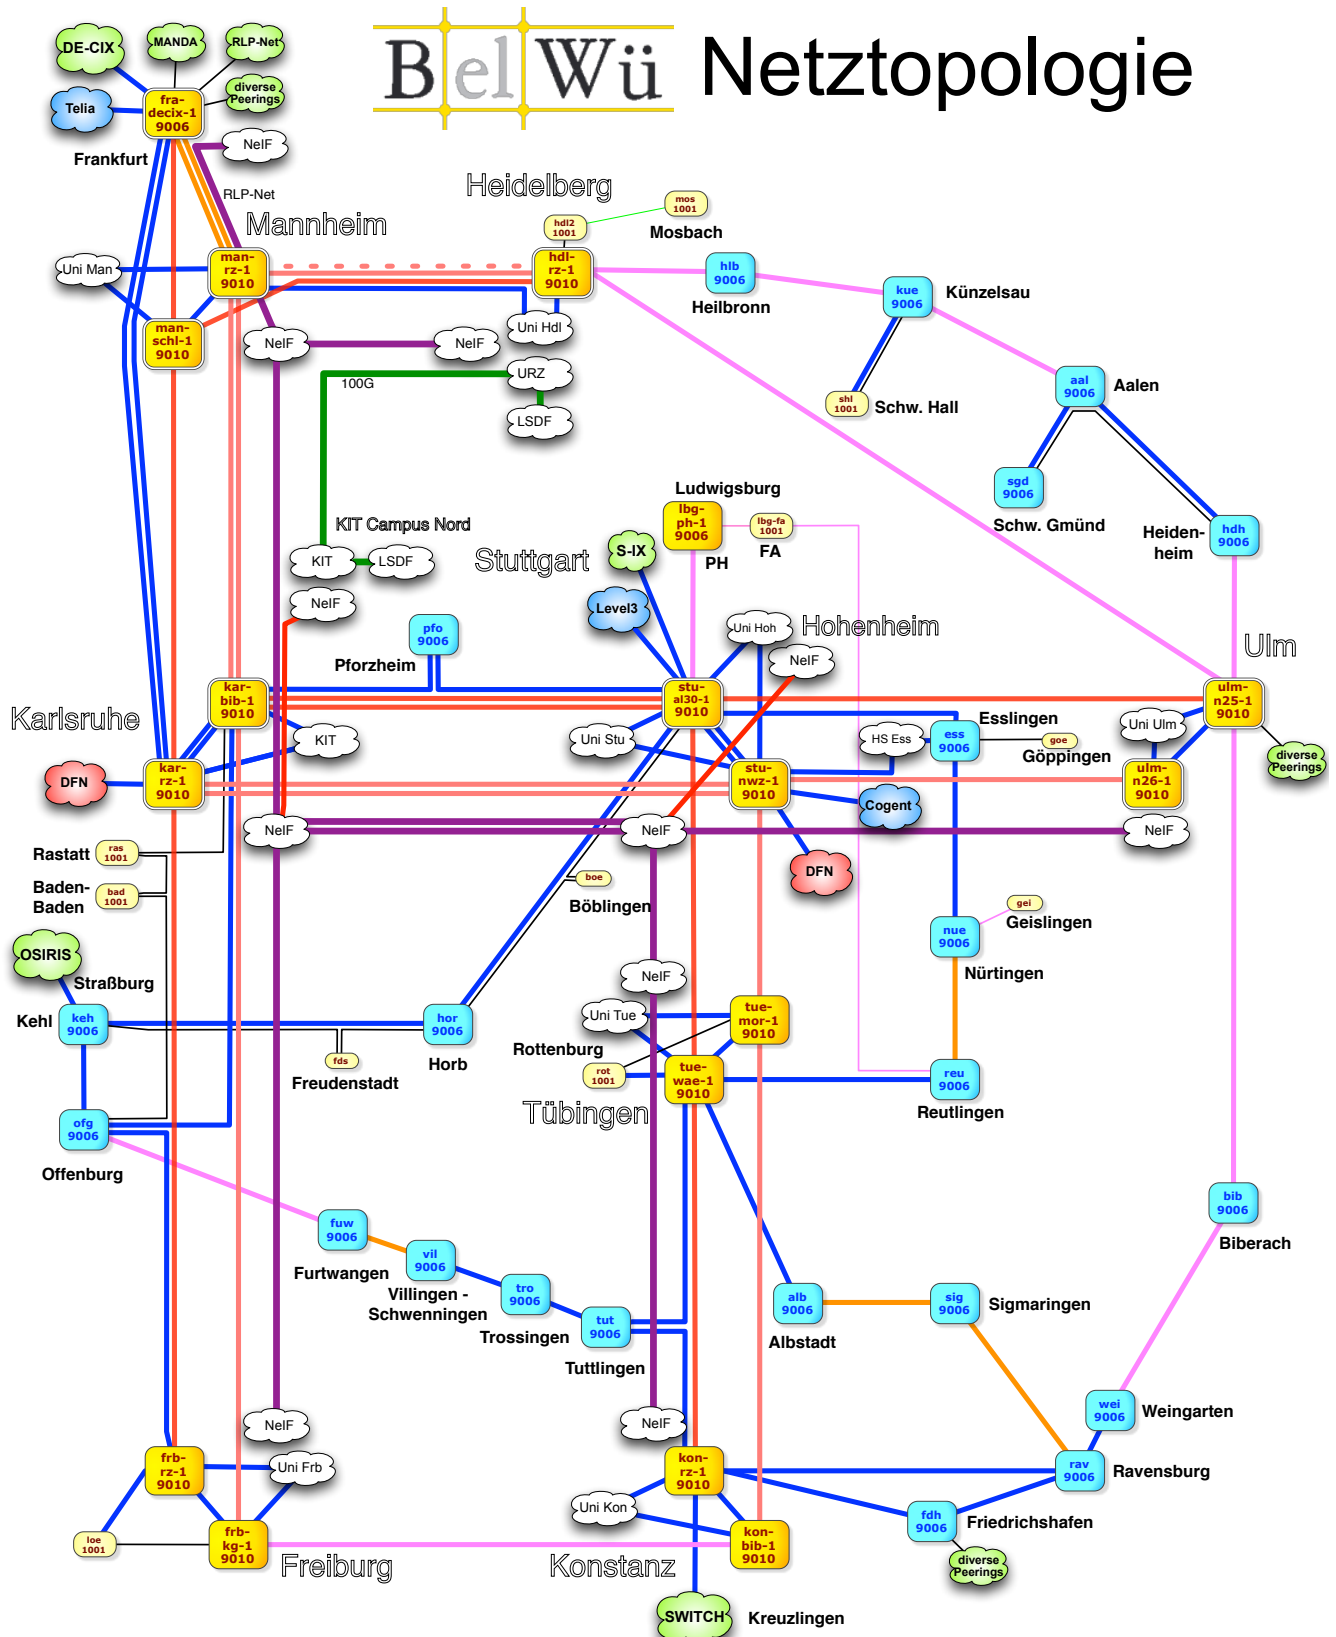 BelWü Netztopologie
DE-CIX
MANDA
RLP-Net
Telia
fra-
decix-1
9006
diverse
Peerings
Frankfurt
NeIF
RLP-Net
Mannheim
Heidelberg
hdl2
1001
mos
1001
Mosbach
Uni Man
man-
rz-1
9010
hdl-
rz-1
9010
hlb
9006
Heilbronn
kue
9006
Künzelsau
man-
schl-1
9010
NeIF
NeIF
Uni Hdl
100G
URZ
LSDF
shl
1001
Schw. Hall
aal
9006
Aalen
sgd
9006
Schw. Gmünd
Heiden-
heim
hdh
9006
Ludwigsburg
lbg-
ph-1
9006
PH
lbg-fa
1001
FA
KIT Campus Nord
KIT
LSDF
Stuttgart
S-IX
Level3
NeIF
pfo
9006
Pforzheim
Uni Hoh
Hohenheim
NeIF
Ulm
Karlsruhe
kar-
bib-1
9010
stu-
al30-1
9010
ulm-
n25-1
9010
KIT
Uni Stu
HS Ess
ess
9006
Esslingen
goe
Göppingen
Uni Ulm
diverse
Peerings
DFN
kar-
rz-1
9010
stu-
nwz-1
9010
ulm-
n26-1
9010
Cogent
NeIF
NeIF
NeIF
DFN
Rastatt
ras
1001
Baden-
Baden
bad
1001
boe
Böblingen
gei
Geislingen
nue
9006
Nürtingen
OSIRIS
Straßburg
NeIF
Kehl
keh
9006
hor
9006
Horb
fds
Freudenstadt
Uni Tue
tue-
mor-1
9010
Rottenburg
rot
1001
tue-
wae-1
9010
Tübingen
reu
9006
Reutlingen
ofg
9006
Offenburg
fuw
9006
Furtwangen
vil
9006
Villingen -
Schwenningen
tro
9006
Trossingen
tut
9006
Tuttlingen
alb
9006
Albstadt
sig
9006
Sigmaringen
bib
9006
Biberach
wei
9006
Weingarten
NeIF
NeIF
frb-
rz-1
9010
Uni Frb
kon-
rz-1
9010
rav
9006
Ravensburg
Uni Kon
fdh
9006
Friedrichshafen
diverse
Peerings
loe
1001
frb-
kg-1
9010
Freiburg
Konstanz
kon-
bib-1
9010
SWITCH
Kreuzlingen